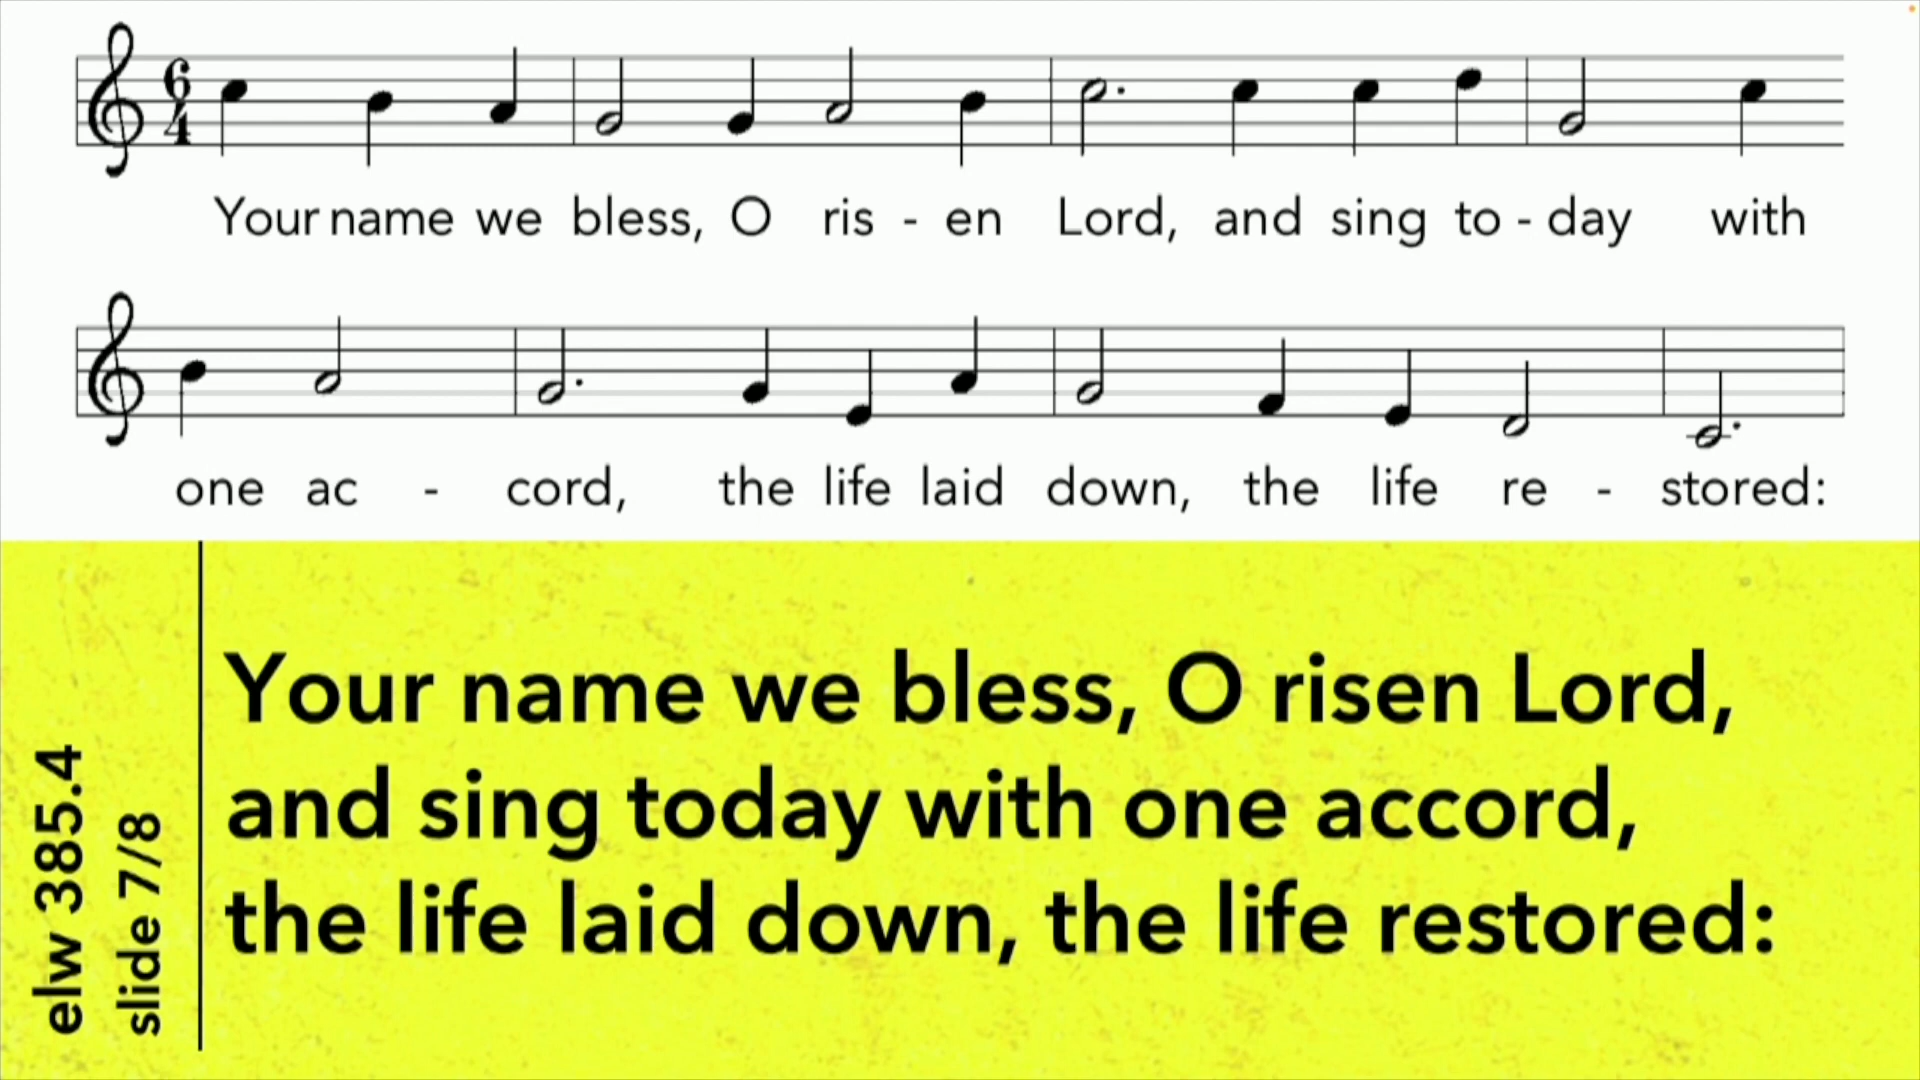 6
4
Your name we bless, O ris - en Lord, and sing to - day with
one ac - cord, the life laid down, the life re - stored:
elw 385.4
slide 7/8
Your name we bless, O risen Lord,
and sing today with one accord,
the life laid down, the life restored: